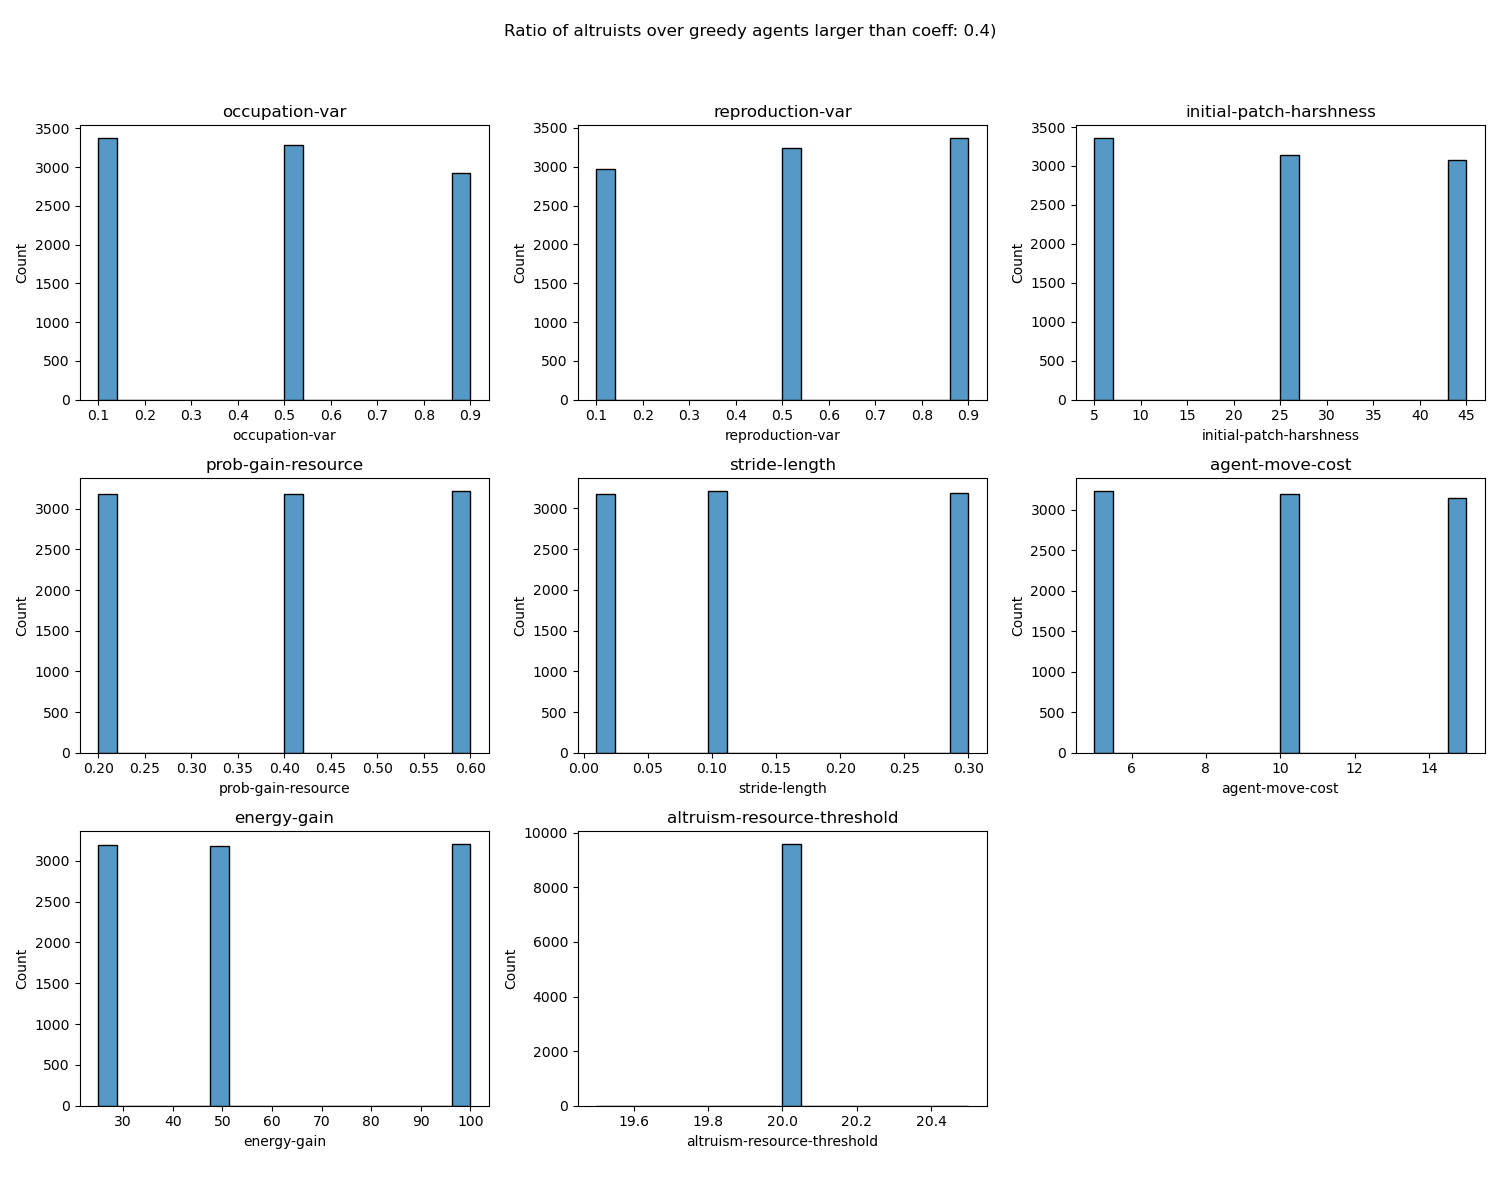 Ratio of altruists over greedy agents larger than coeff: 0.4)
occupation-var
3500
3000
2500
2000
1500
1000
500
0
Count
0.1 0.2 0.3 0.4 0.5 0.6 0.7 0.8 0.9
occupation-var
reproduction-var
3500
3000
2500
2000
1500
1000
500
0
Count
0.1 0.2 0.3 0.4 0.5 0.6 0.7 0.8 0.9
reproduction-var
initial-patch-harshness
3500
3000
2500
2000
1500
1000
500
0
Count
5 10 15 20 25 30 35 40 45
initial-patch-harshness
prob-gain-resource
3000
2500
2000
1500
1000
500
0
Count
0.20 0.25 0.30 0.35 0.40 0.45 0.50 0.55 0.60
prob-gain-resource
stride-length
3000
2500
2000
1500
1000
500
0
Count
0.00 0.05 0.10 0.15 0.20 0.25 0.30
stride-length
agent-move-cost
3000
2500
2000
1500
1000
500
0
Count
6 8 10 12 14
agent-move-cost
energy-gain
3000
2500
2000
1500
1000
500
0
Count
30 40 50 60 70 80 90 100
energy-gain
altruism-resource-threshold
10000
8000
6000
4000
2000
0
Count
19.6 19.8 20.0 20.2 20.4
altruism-resource-threshold